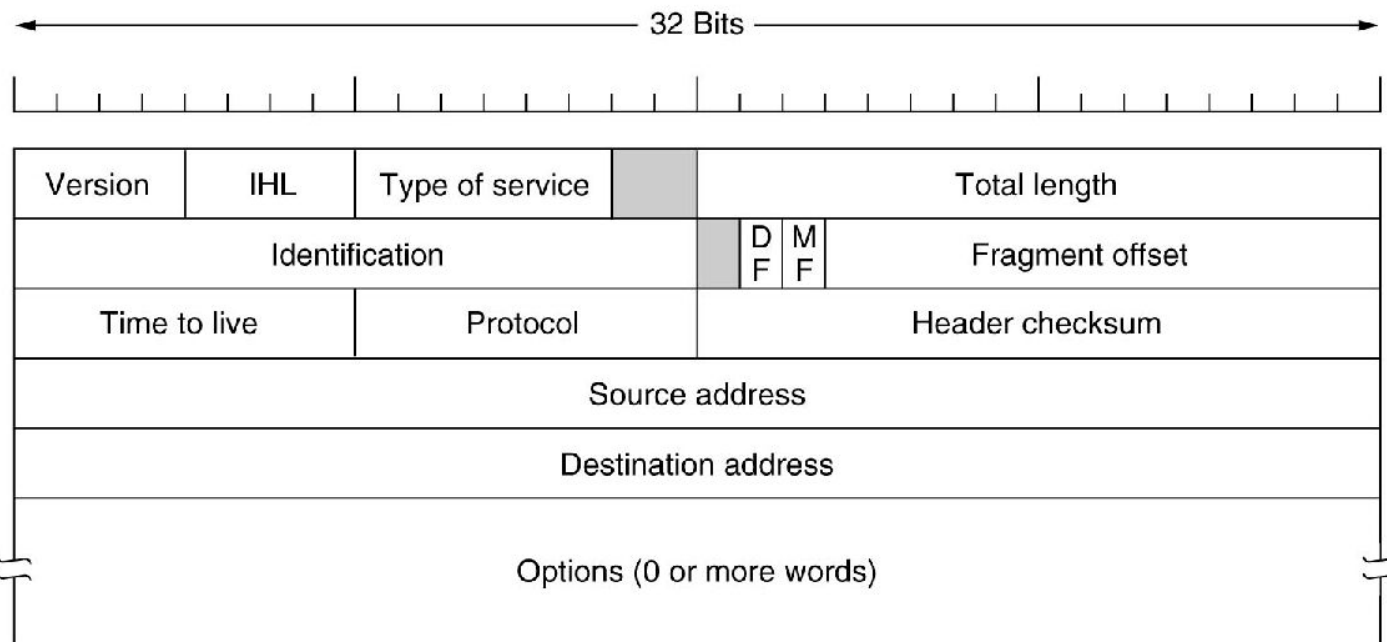 32 Bits
Version IHL Type of service Total length
Identification D F M F Fragment offset
Time to live Protocol Header checksum
Source address
Destination address
Options (0 or more words)